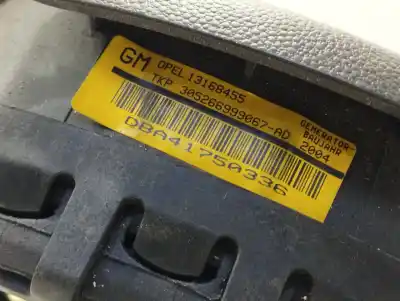 GM OPEL 13168455
TKP 305266999067-AD
DBA41750336
GENERATOR-
BAUJAHR
2004